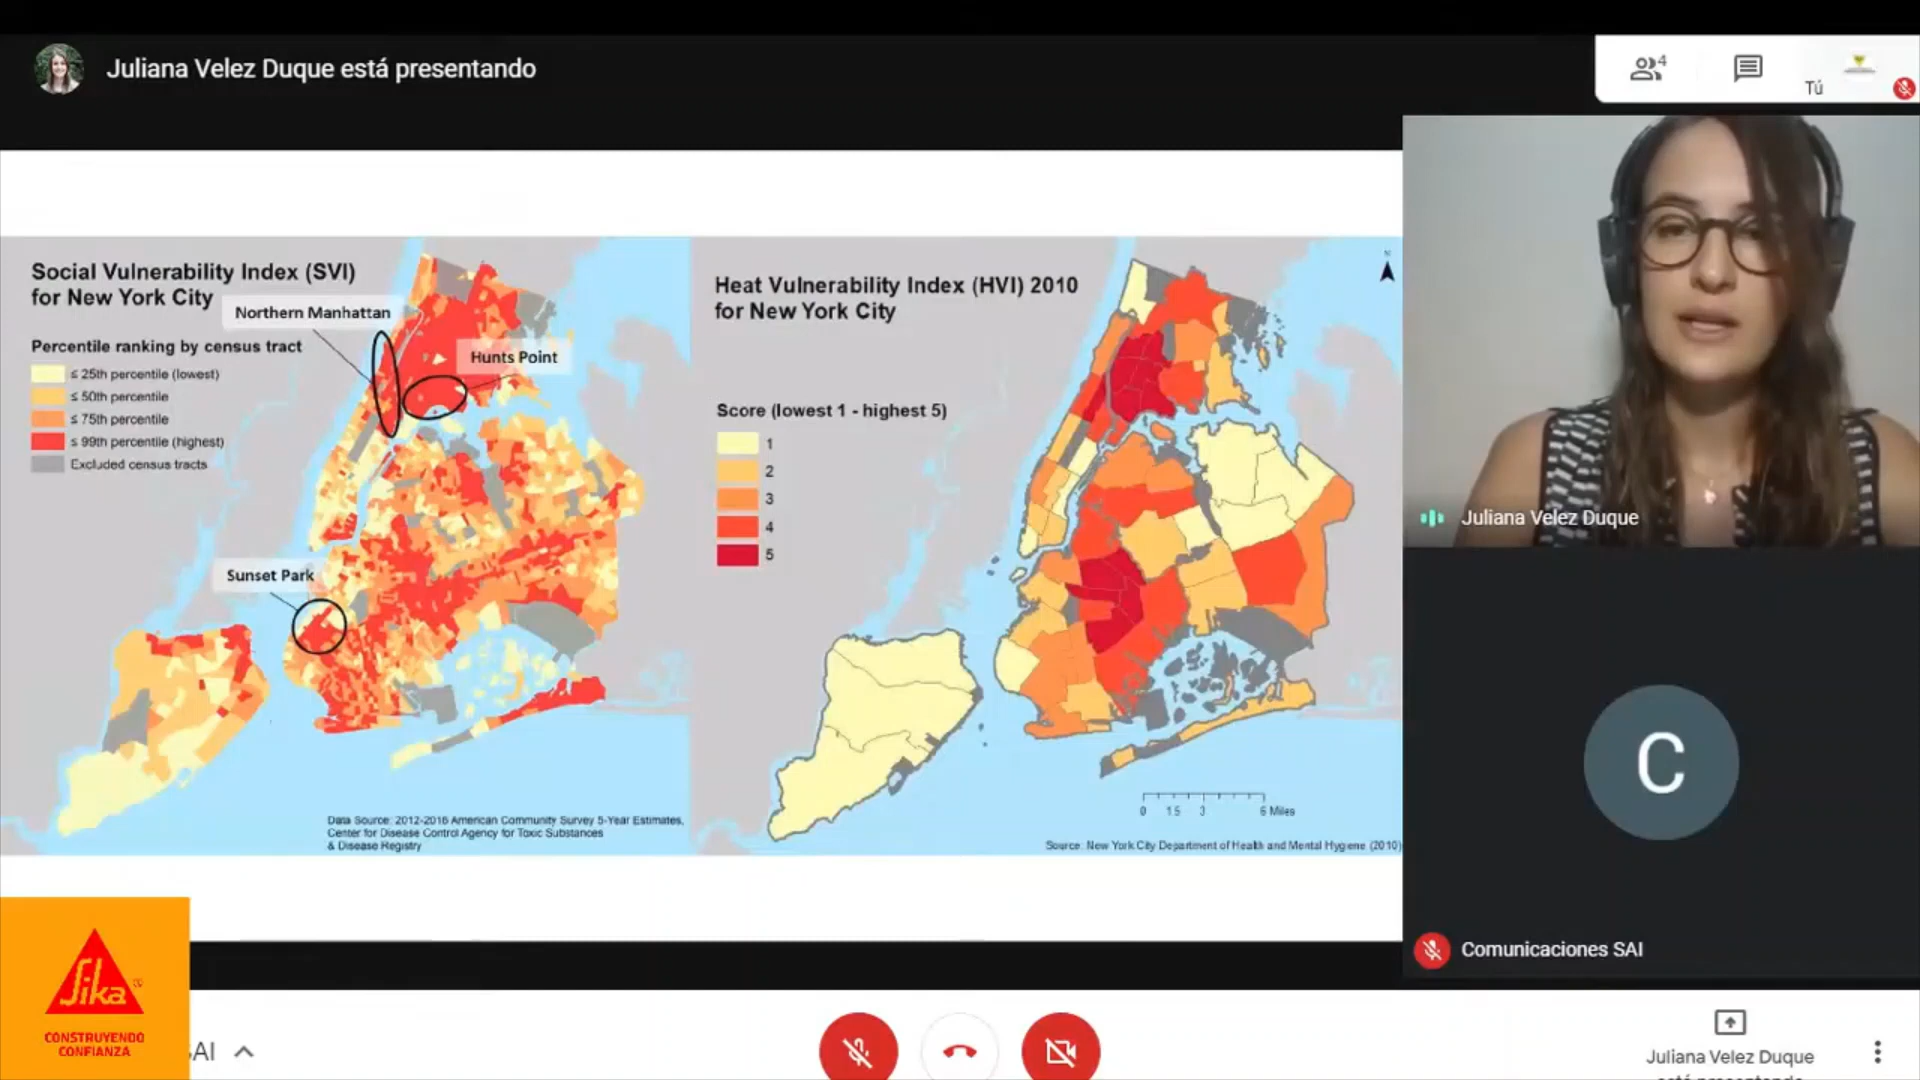 Juliana Velez Duque está presentando
4
Tú
Social Vulnerability Index (SVI)
for New York City
Northern Manhattan
Hunts Point
Percentile ranking by census tract
≤ 25th percentile (lowest)
≤ 50th percentile
≤ 75th percentile
≤ 99th percentile (highest)
Excluded census tracts
Sunset Park
Data Source: 2012-2016 American Community Survey 5-Year Estimates,
Center for Disease Control Agency for Toxic Substances
& Disease Registry
Heat Vulnerability Index (HVI) 2010
for New York City
Score (lowest 1 - highest 5)
1
2
3
4
5
N
0 1.5 3 6 Miles
Source: New York City Department of Health and Mental Hygiene (2010)
Juliana Velez Duque
C
Comunicaciones SAI
Sika
CONSTRUYENDO
CONFIANZA
SAI
Juliana Velez Duque
está presentando